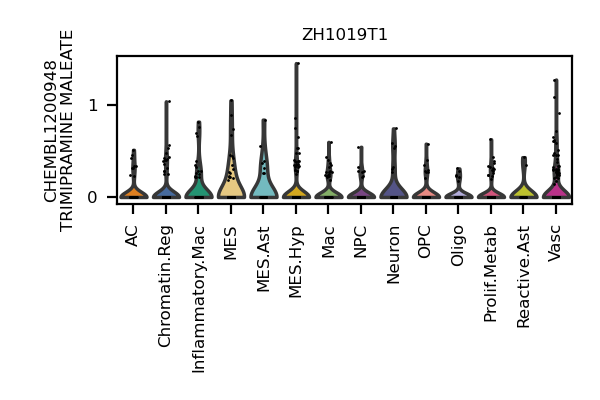 ZH1019T1
CHEMBL1200948
TRIMIPRAMINE MALEATE
1
0
AC
Chromatin.Reg
Inflammatory.Mac
MES
MES.Ast
MES.Hyp
Mac
NPC
Neuron
OPC
Oligo
Prolif.Metab
Reactive.Ast
Vasc